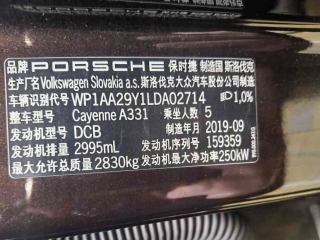 品牌 PORSCHE 保时捷 制造国 斯洛伐克
生产厂名 Volkswagen Slovakia a.s.斯洛伐克大众汽车股份公司制造
车辆识别代号 WP1AA29Y1LDA02714 1,0%
整车型号 Cayenne A331 乘坐人数 5
发动机型号 DCB 制造年月 2019-09
发动机排量 2995mL 发动机序号 159359
最大允许总质量 2830kg 发动机最大净功率 250kW